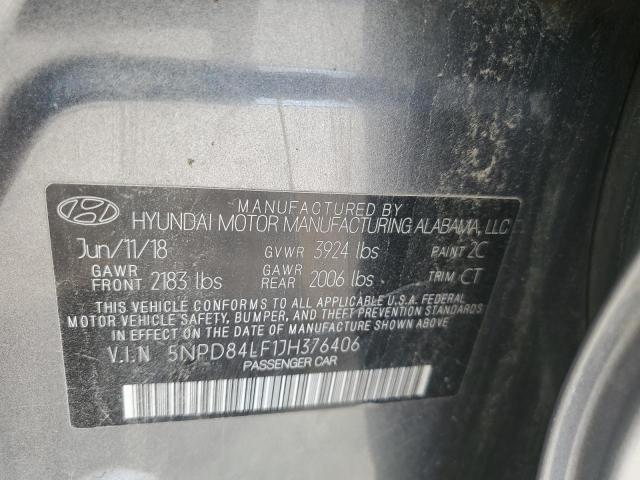 MANUFACTURED BY
HYUNDAI MOTOR MANUFACTURING ALABAMA, LLC
Jun/11/18 GVWR 3924 lbs PAINT 2C
GAWR FRONT 2183 lbs GAWR REAR 2006 lbs TRIM CT
THIS VEHICLE CONFORMS TO ALL APPLICABLE U.S.A. FEDERAL
MOTOR VEHICLE SAFETY, BUMPER, AND THEFT PREVENTION STANDARDS
IN EFFECT ON THE DATE OF MANUFACTURE SHOWN ABOVE.
V.I.N 5NPD84LF1JH376406
PASSENGER CAR